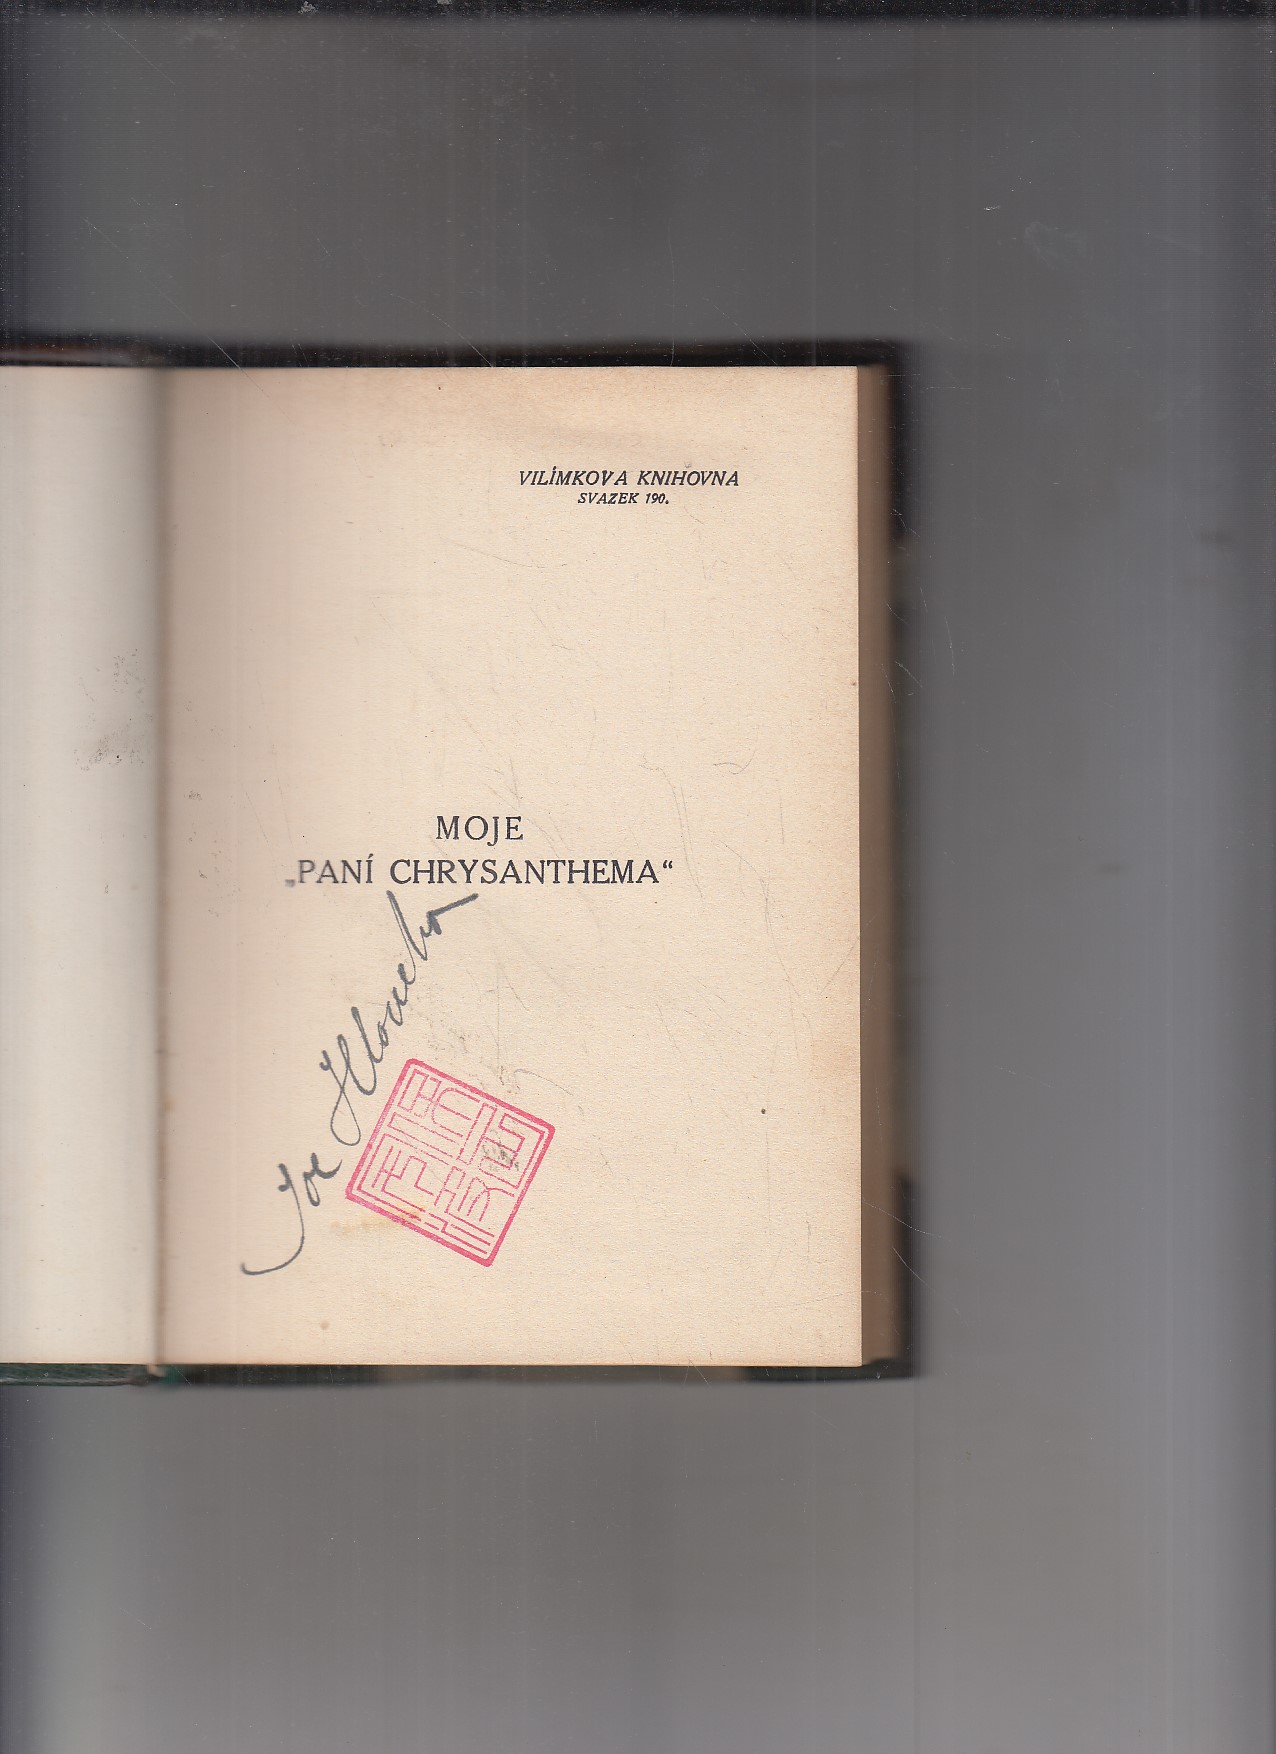 VILÍMKOVA KNIHOVNA
SVAZEK 190.
MOJE
„PANÍ CHRYSANTHEMA“
Joe Hloucha